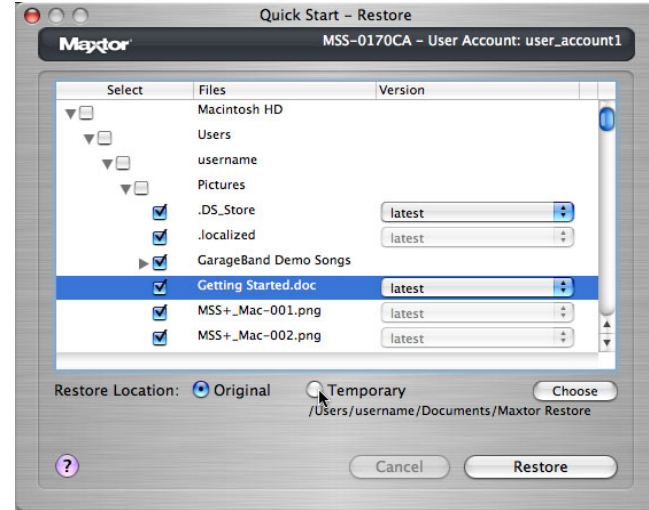 Quick Start – Restore
Maxtor MSS-0170CA – User Account: user_account1
Select Files Version
Macintosh HD
Users
username
Pictures
.DS_Store latest
.localized latest
GarageBand Demo Songs
Getting Started.doc latest
MSS+_Mac-001.png latest
MSS+_Mac-002.png latest
Restore Location: Original Temporary Choose
/Users/username/Documents/Maxtor Restore
? Cancel Restore